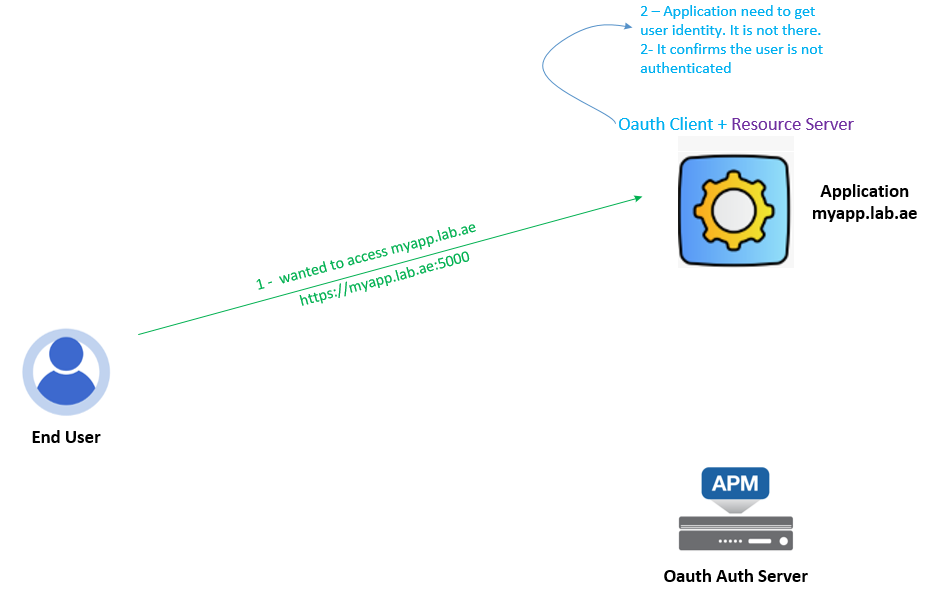 2 – Application need to get
user identity. It is not there.
2- It confirms the user is not
authenticated
Oauth Client + Resource Server
Application
myapp.lab.ae
1 -  wanted to access myapp.lab.ae
https://myapp.lab.ae:5000
End User
APM
Oauth Auth Server